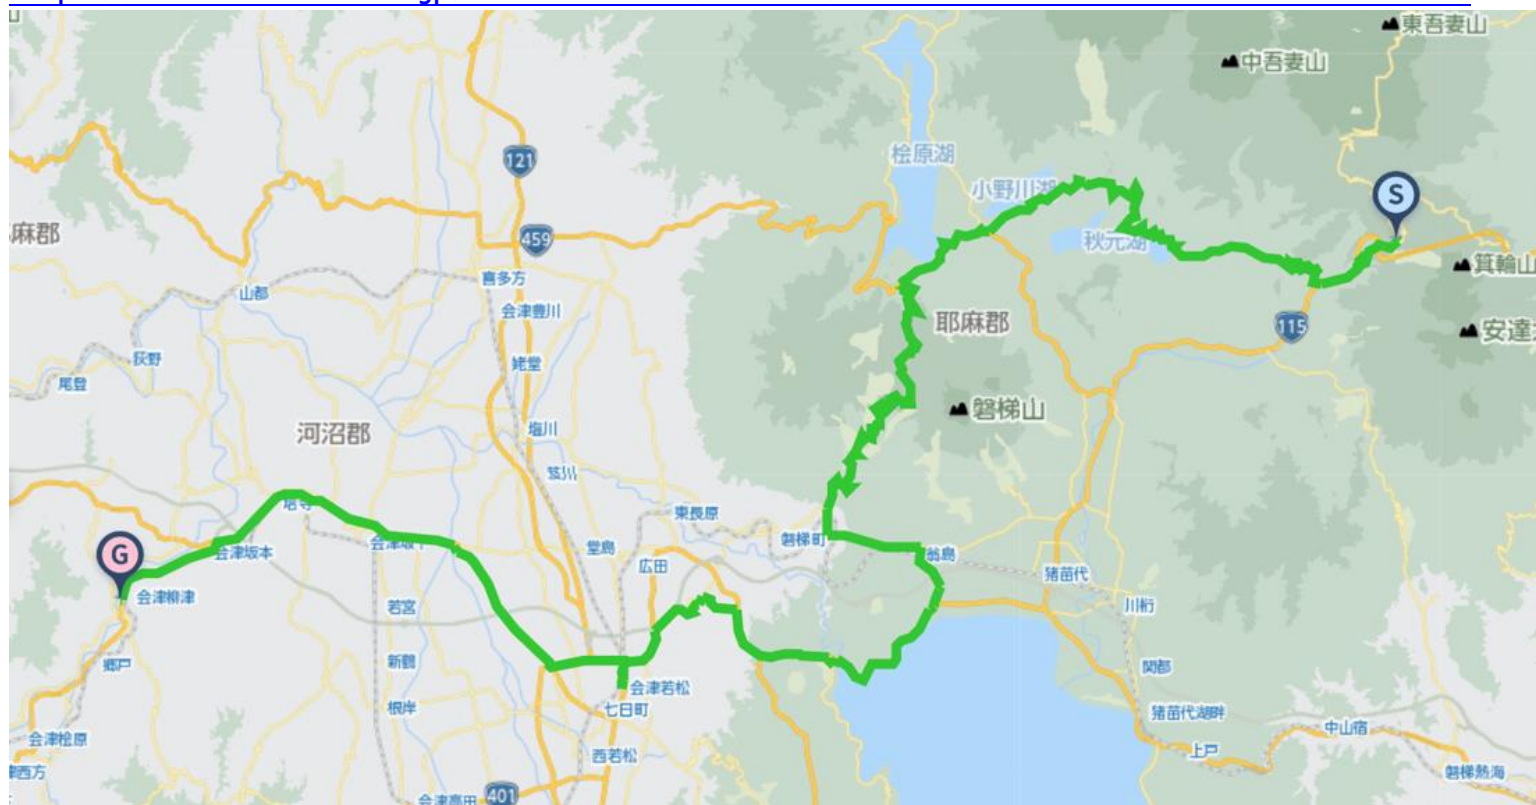 東吾妻山
中吾妻山
121
桧原湖
小野川湖
S
麻郡
459
秋元湖
箕輪山
喜多方
山都
会津豊川
耶麻郡
115
安達
荻野
姥堂
尾登
磐梯山
河沼郡
塩川
笈川
塔寺
東長原
磐梯町
会津坂本
堂島
翁島
G
広田
猪苗代
会津柳津
若宮
川桁
郷戸
新鶴
関都
会津若松
根岸
七日町
猪苗代湖畔
会津桧原
中山宿
西若松
上戸
西方
磐梯熱海
会津高田
401